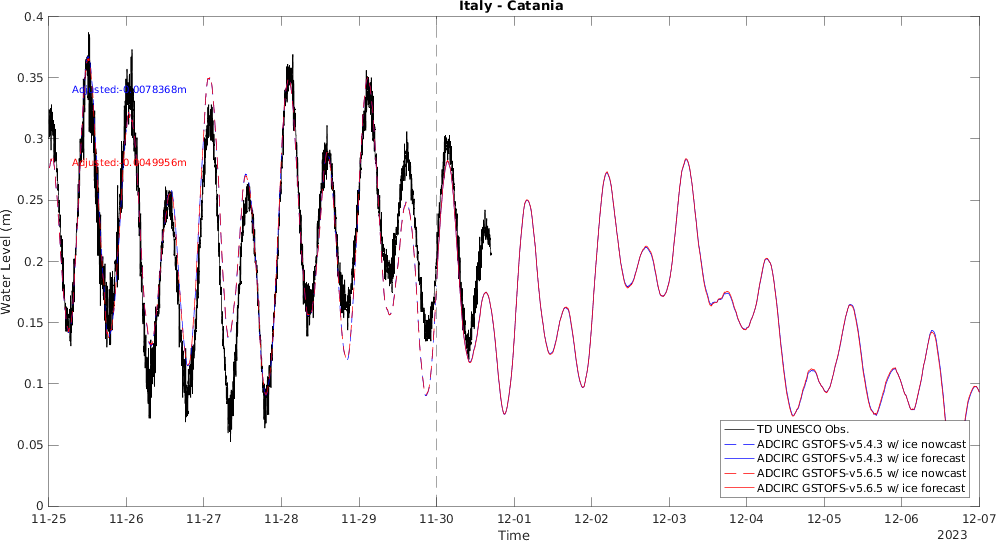 Italy - Catania
0.4
0.35
0.3
0.25
0.2
0.15
0.1
0.05
0
Water Level (m)
Adjusted:-0.0078368m
Adjusted:-0.0049956m
TD UNESCO Obs.
ADCIRC GSTOFS-v5.4.3 w/ ice nowcast
ADCIRC GSTOFS-v5.4.3 w/ ice forecast
ADCIRC GSTOFS-v5.6.5 w/ ice nowcast
ADCIRC GSTOFS-v5.6.5 w/ ice forecast
11-25 11-26 11-27 11-28 11-29 11-30 12-01 12-02 12-03 12-04 12-05 12-06 12-07
Time
2023